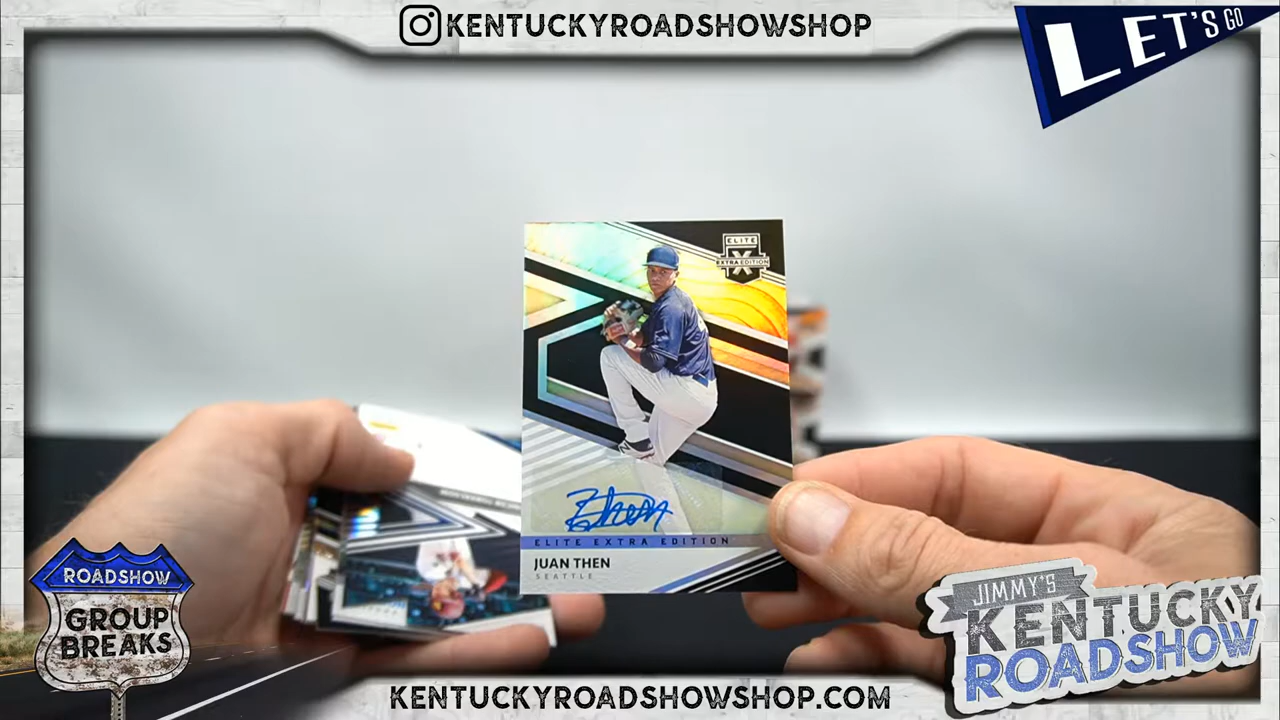 KENTUCKYROADSHOWSHOP
LET'S GO
ELITE
X
EXTRA EDITION
ELITE EXTRA EDITION
JUAN THEN
SEATTLE
ROADSHOW
GROUP
BREAKS
JIMMY'S
KENTUCKY
ROADSHOW
KENTUCKYROADSHOWSHOP.COM